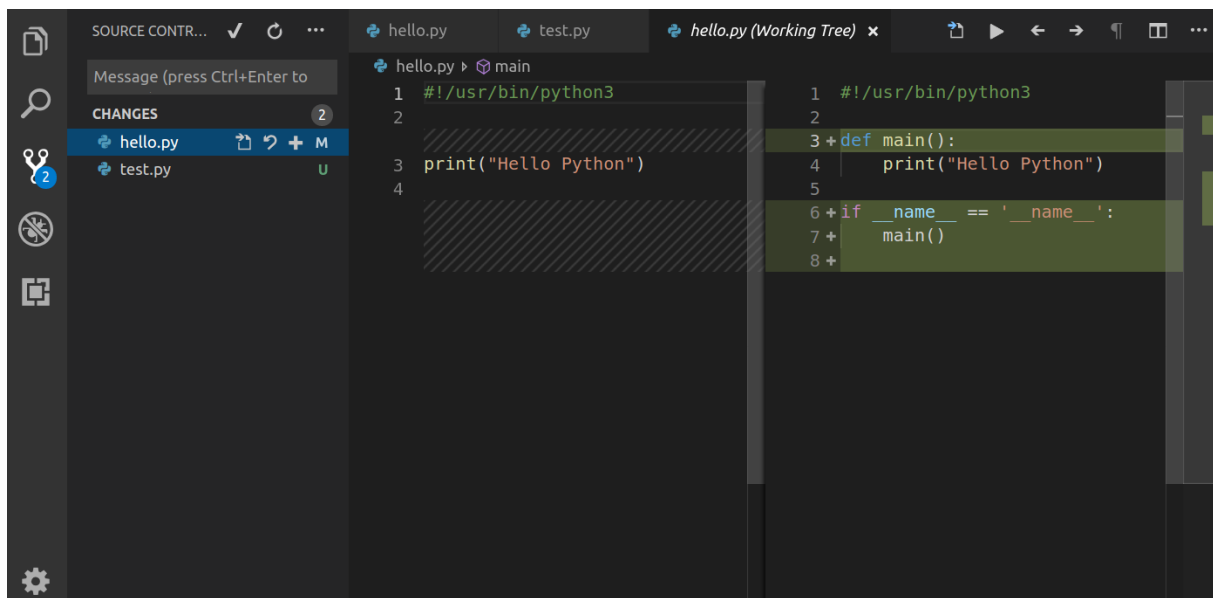 SOURCE CONTR...
Message (press Ctrl+Enter to
CHANGES 2
hello.py M
test.py U
2
hello.py test.py hello.py (Working Tree)
hello.py main
1 #!/usr/bin/python3
2
3 print("Hello Python")
4
1 #!/usr/bin/python3
2
3 +def main():
4 print("Hello Python")
5
6 +if __name__ == '__name__':
7 + main()
8 +